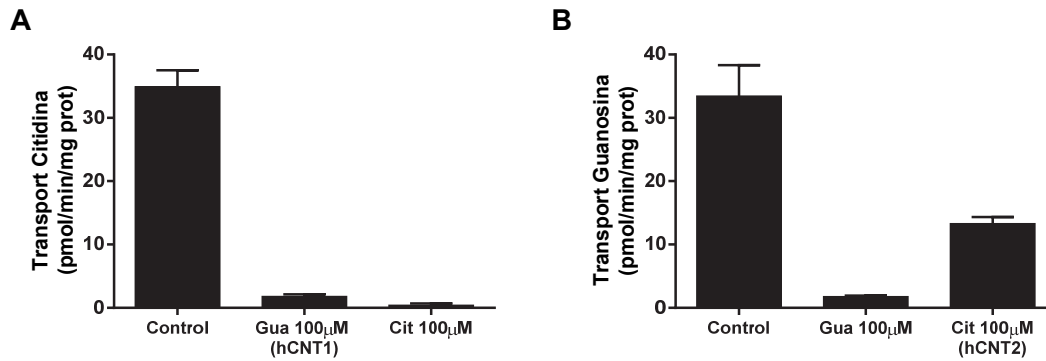 A
Transport Citidina
(pmol/min/mg prot)
40
30
20
10
0
Control
Gua 100μM
(hCNT1)
Cit 100μM
B
Transport Guanosina
(pmol/min/mg prot)
40
30
20
10
0
Control
Gua 100μM
Cit 100μM
(hCNT2)